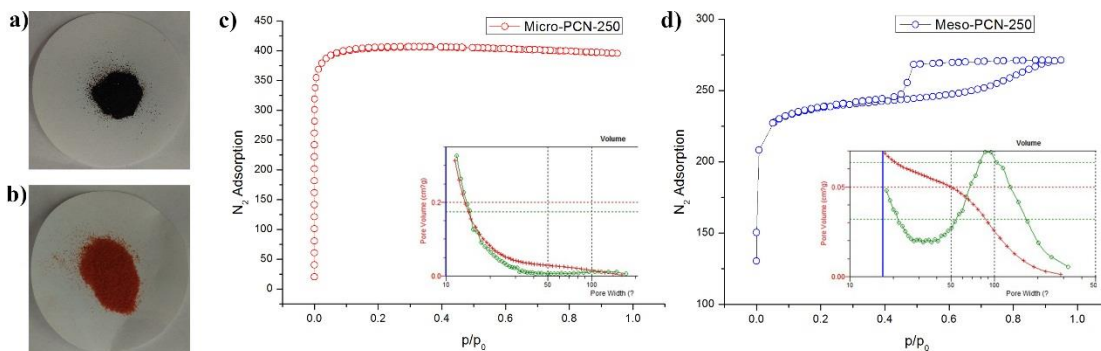 a)
b)
c)
Micro-PCN-250
450
400
350
300
250
200
150
100
50
0
N₂ Adsorption
0.0 0.2 0.4 0.6 0.8 1.0
p/p₀
Volume
Pore Volume (cm³/g)
0.2
0.0
10 20 50 100
Pore Width (?
d)
Meso-PCN-250
300
250
200
150
100
N₂ Adsorption
0.0 0.2 0.4 0.6 0.8 1.0
p/p₀
Volume
Pore Volume (cm³/g)
0.05
0.00
10 50 100 50
Pore Width (?